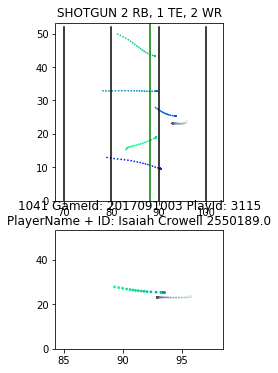 SHOTGUN 2 RB, 1 TE, 2 WR
50
40
30
20
10
0
70 80 90 100
1041 GameId: 2017091003 PlayId: 3115
PlayerName + ID: Isaiah Crowell 2550189.0
40
20
0
85 90 95